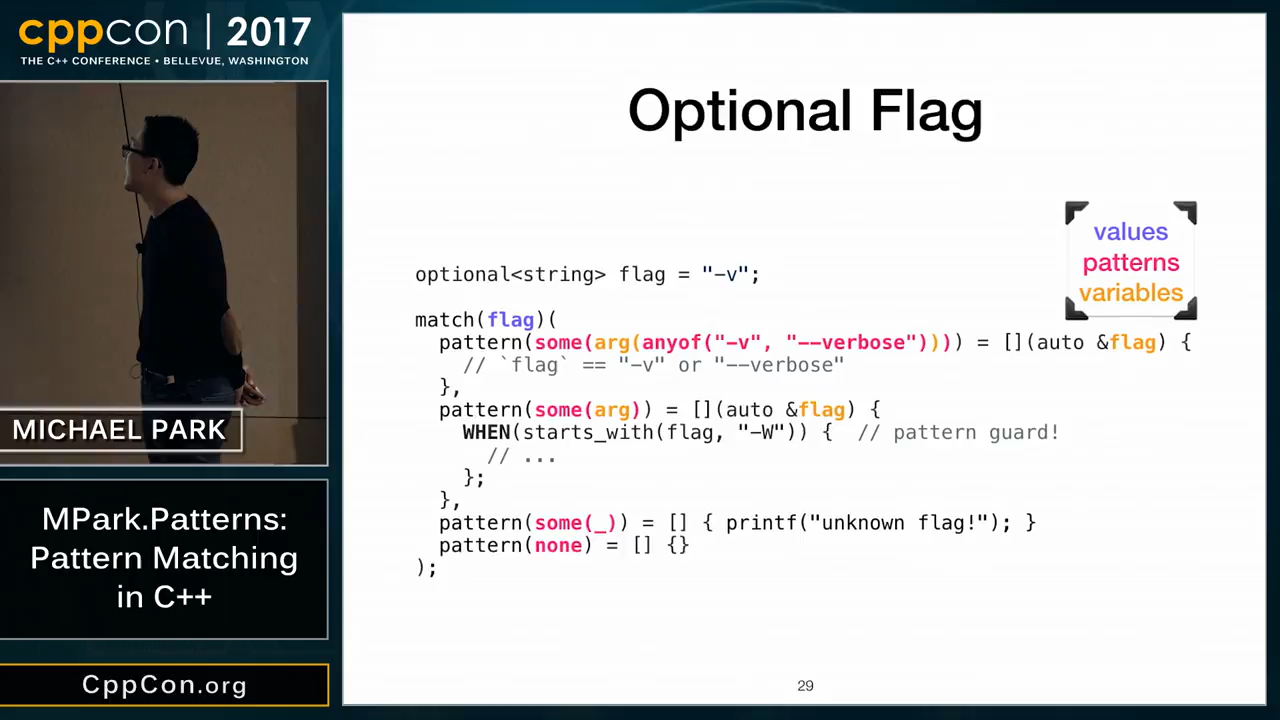 cppcon | 2017
THE C++ CONFERENCE • BELLEVUE, WASHINGTON
MICHAEL PARK
MPark.Patterns:
Pattern Matching
in C++
CppCon.org
Optional Flag
values
patterns
variables
optional<string> flag = "-v";
match(flag)(
  pattern(some(arg(anyof("-v", "--verbose")))) = [](auto &flag) {
    // `flag` == "-v" or "--verbose"
  },
  pattern(some(arg)) = [](auto &flag) {
    WHEN(starts_with(flag, "-W")) {  // pattern guard!
      // ...
    };
  },
  pattern(some(_)) = [] { printf("unknown flag!"); }
  pattern(none) = [] {}
);
29